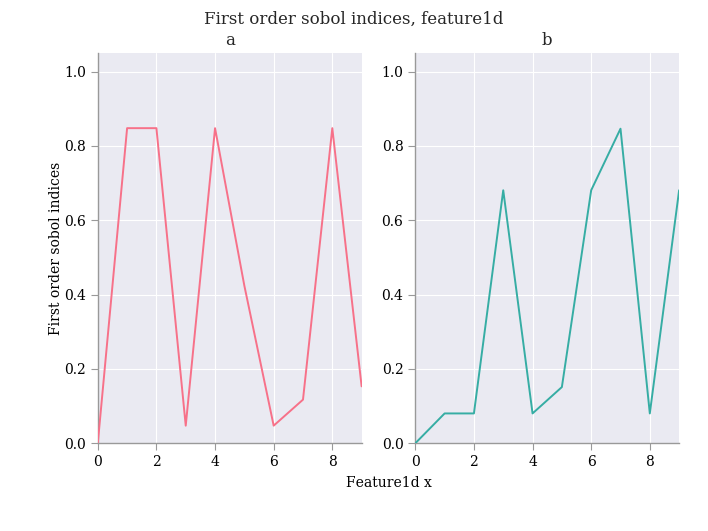 First order sobol indices, feature1d
a
b
1.0
0.8
0.6
0.4
0.2
0.0
First order sobol indices
0 2 4 6 8
1.0
0.8
0.6
0.4
0.2
0.0
0 2 4 6 8
Feature1d x